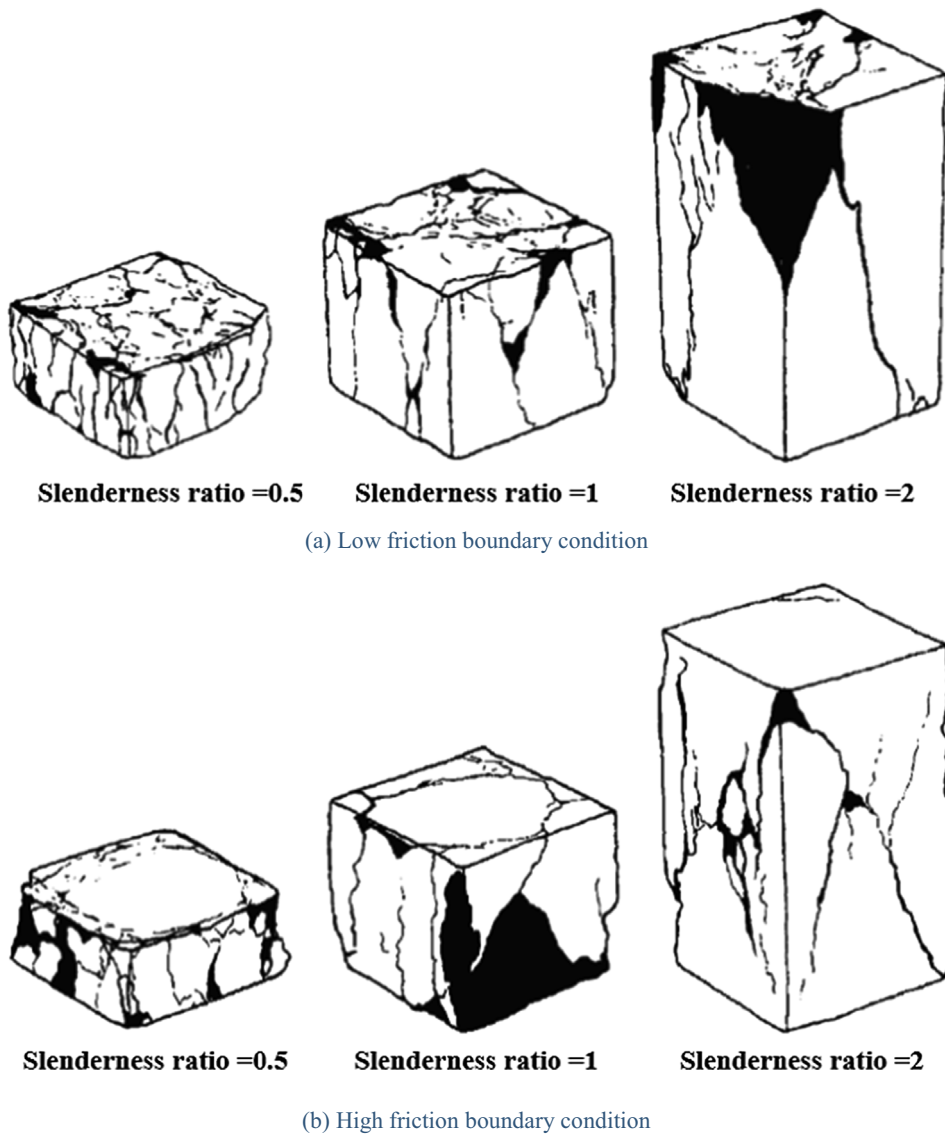 Slenderness ratio =0.5 Slenderness ratio =1 Slenderness ratio =2
(a) Low friction boundary condition
Slenderness ratio =0.5 Slenderness ratio =1 Slenderness ratio =2
(b) High friction boundary condition